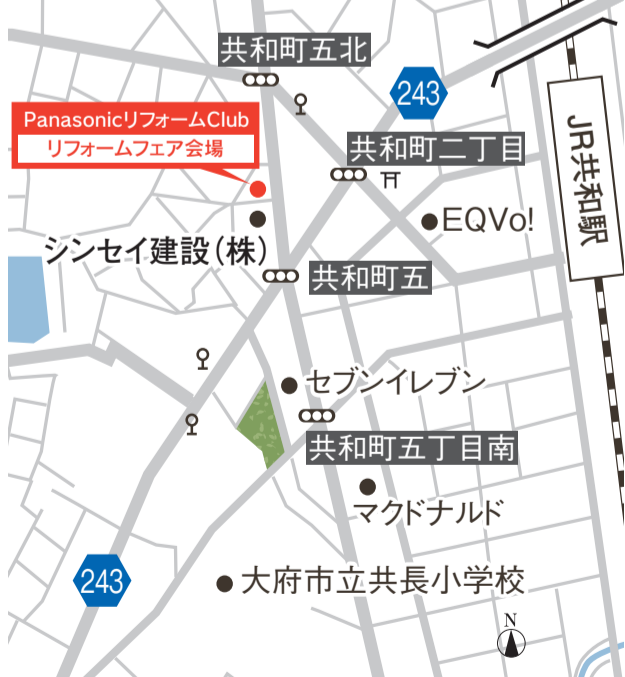 共和町五北
243
PanasonicリフォームClub
リフォームフェア会場
共和町二丁目
JR共和駅
EQVo!
シンセイ建設(株)
共和町五
セブンイレブン
共和町五丁目南
マクドナルド
243
大府市立共長小学校
N